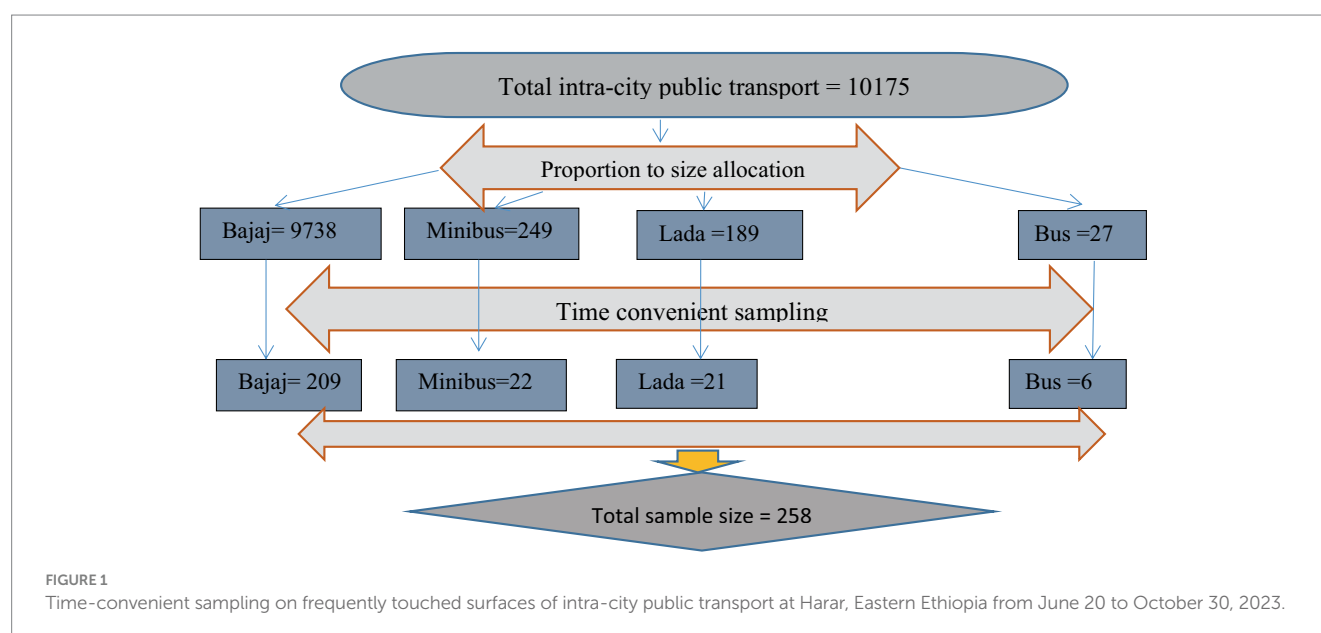 Total intra-city public transport = 10175
Proportion to size allocation
Bajaj= 9738
Minibus=249
Lada =189
Bus =27
Time convenient sampling
Bajaj= 209
Minibus=22
Lada =21
Bus =6
Total sample size = 258
FIGURE 1
Time-convenient sampling on frequently touched surfaces of intra-city public transport at Harar, Eastern Ethiopia from June 20 to October 30, 2023.